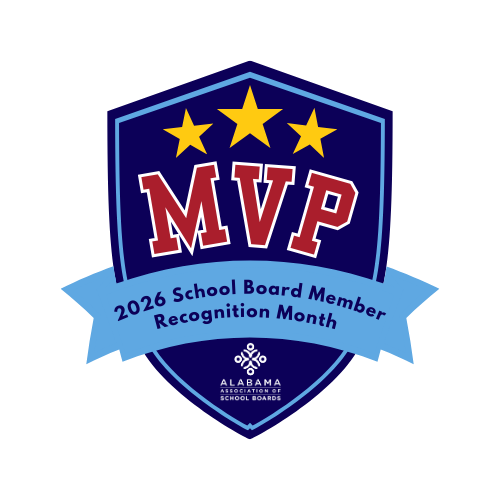 MVP
2026 School Board Member
Recognition Month
ALABAMA
ASSOCIATION OF
SCHOOL BOARDS